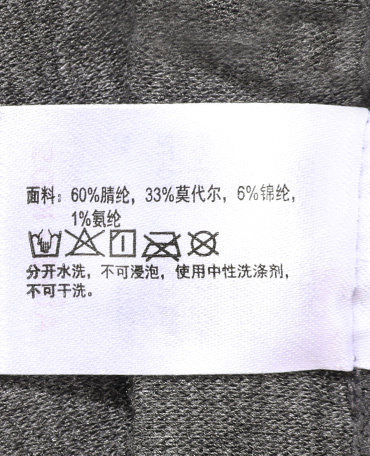 面料：60%腈纶，33%莫代尔，6%锦纶，
1%氨纶
分开水洗，不可浸泡，使用中性洗涤剂，
不可干洗。